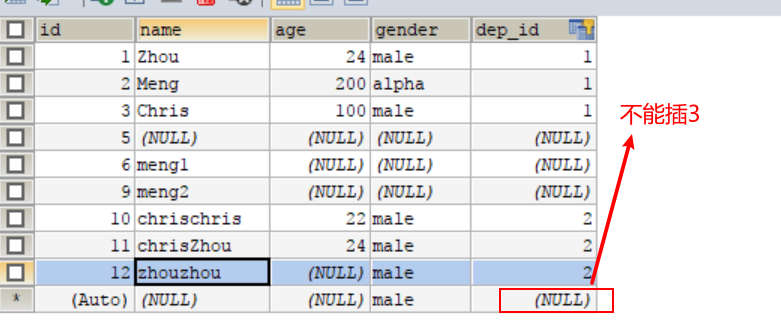 id name age gender dep_id
1 Zhou 24 male 1
2 Meng 200 alpha 1
3 Chris 100 male 1
不能插3
5 (NULL) (NULL) (NULL) (NULL)
6 meng1 (NULL) (NULL) (NULL)
9 meng2 (NULL) (NULL) (NULL)
10 chrischris 22 male 2
11 chrisZhou 24 male 2
12 zhouzhou (NULL) male 2
* (Auto) (NULL) (NULL) male (NULL)